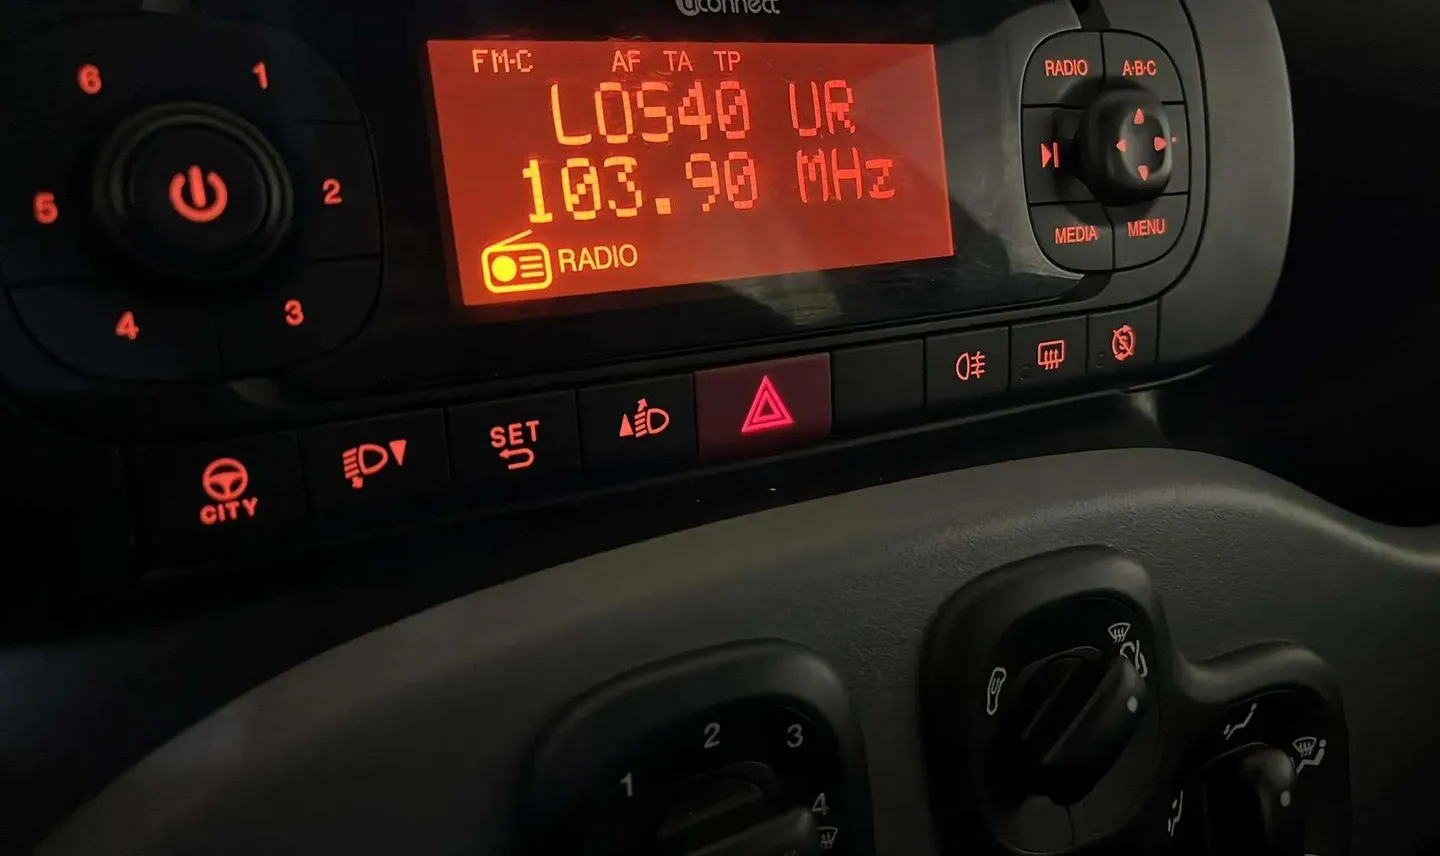 uconnect
FM-C AF TA TP
LOS40 UR
103.90 MHz
RADIO
6 1
5 2
4 3
RADIO A·B·C
MEDIA MENU
CITY
SET
1 2 3 4